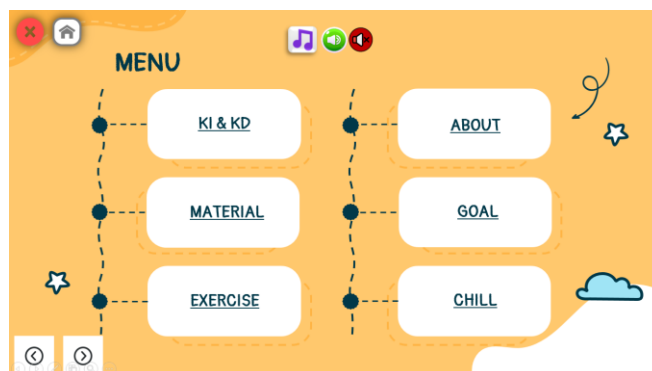 MENU
KI & KD
ABOUT
MATERIAL
GOAL
EXERCISE
CHILL